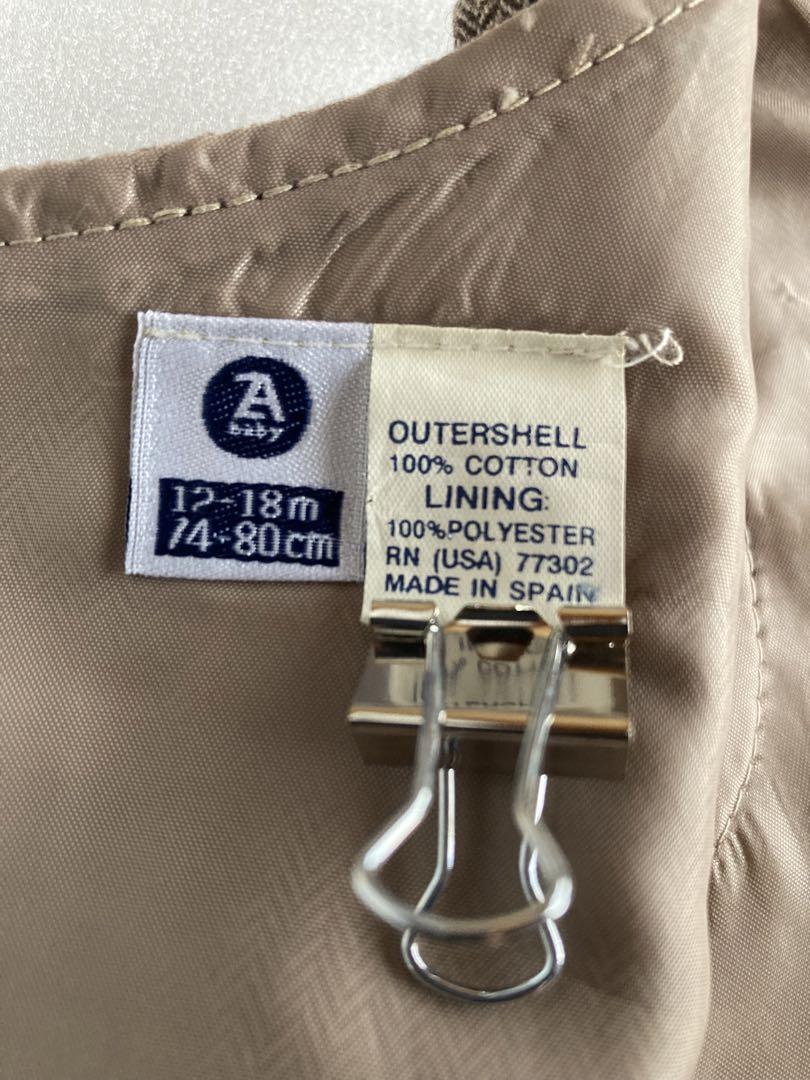 ZA
baby
12-18m
74-80cm
OUTERSHELL
100% COTTON
LINING:
100%POLYESTER
RN (USA) 77302
MADE IN SPAIN